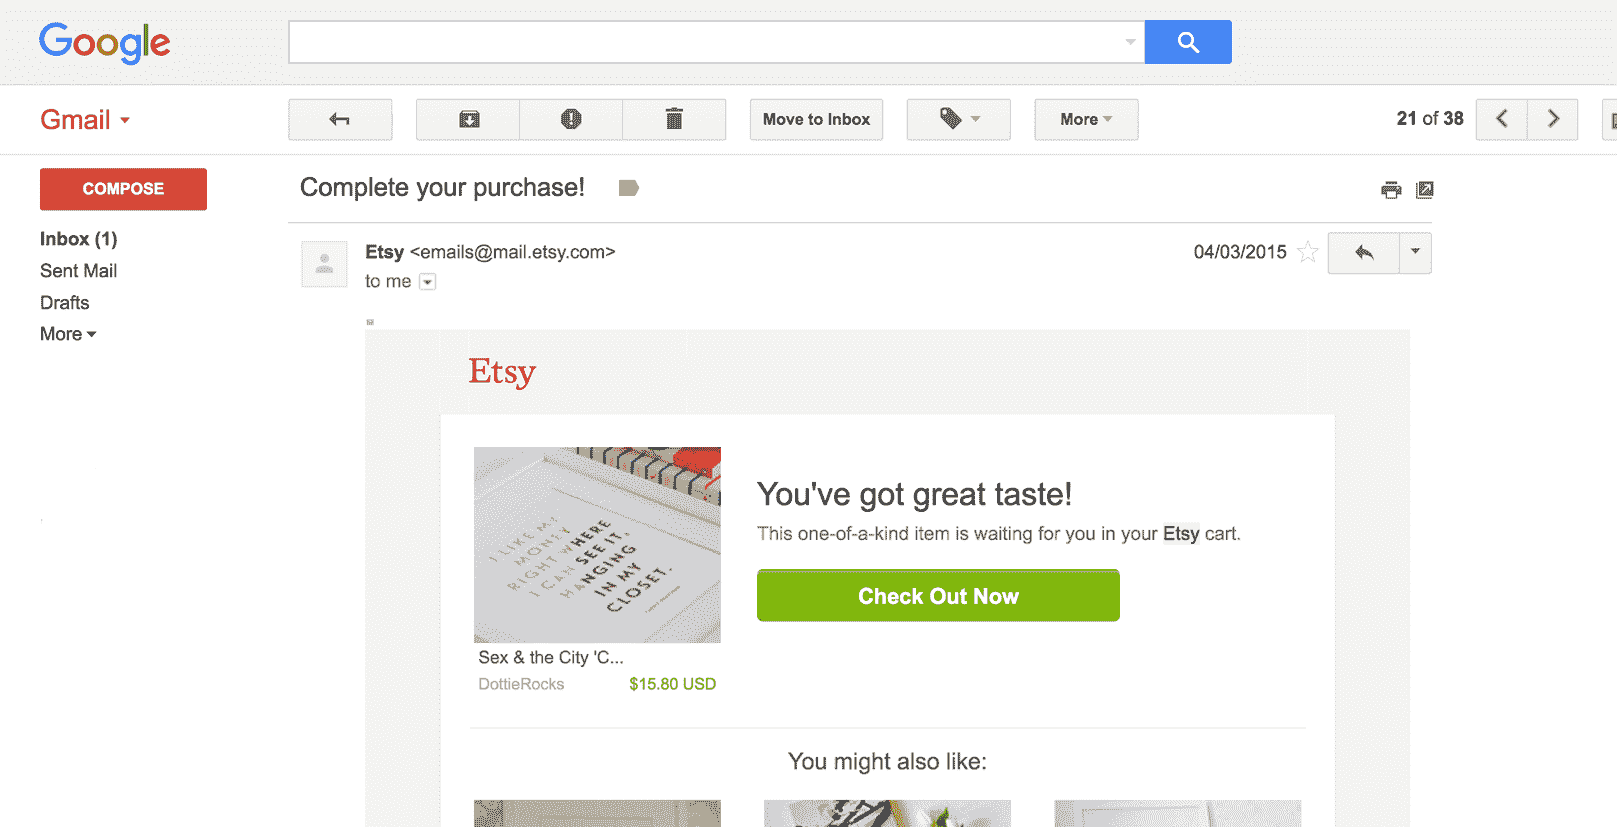 Google
Gmail
Move to Inbox
More
21 of 38
COMPOSE
Complete your purchase!
Inbox (1)
Sent Mail
Drafts
More
Etsy <emails@mail.etsy.com>
04/03/2015
to me
Etsy
I LIKE MY
MONEY
RIGHT WHERE
I CAN SEE IT,
HANGING
IN MY
CLOSET.
You've got great taste!
This one-of-a-kind item is waiting for you in your Etsy cart.
Check Out Now
Sex & the City 'C...
DottieRocks
$15.80 USD
You might also like: